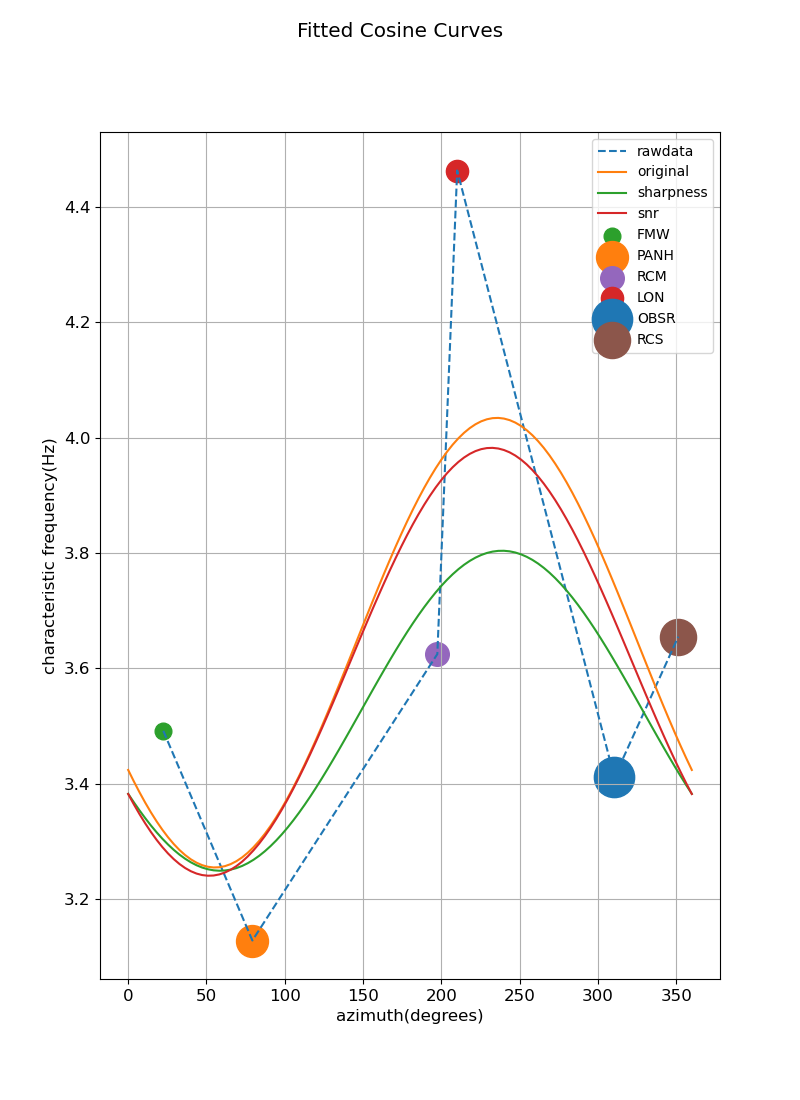 Fitted Cosine Curves
rawdata
original
sharpness
snr
FMW
PANH
RCM
LON
OBSR
RCS
characteristic frequency(Hz)
4.4
4.2
4.0
3.8
3.6
3.4
3.2
0 50 100 150 200 250 300 350
azimuth(degrees)